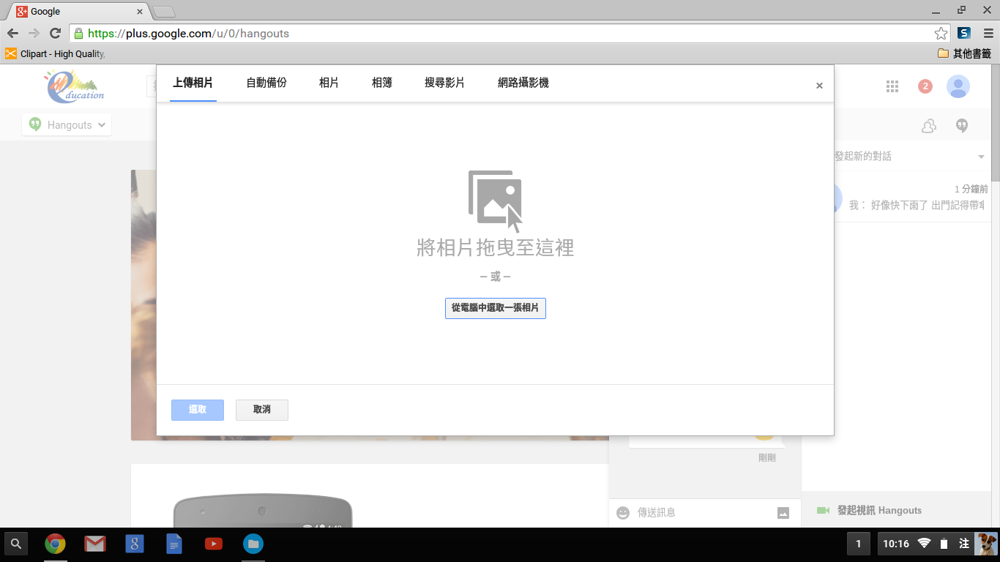 Google
https://plus.google.com/u/0/hangouts
Clipart - High Quality,
其他書籤
ducation
上傳相片
自動備份
相片
相簿
搜尋影片
網路攝影機
×
2
Hangouts
發起新的對話
1 分鐘前
我： 好像快下雨了 出門記得帶傘
將相片拖曳至這裡
— 或 —
從電腦中選取一張相片
選取
取消
剛剛
傳送訊息
發起視訊 Hangouts
1
10:16
注